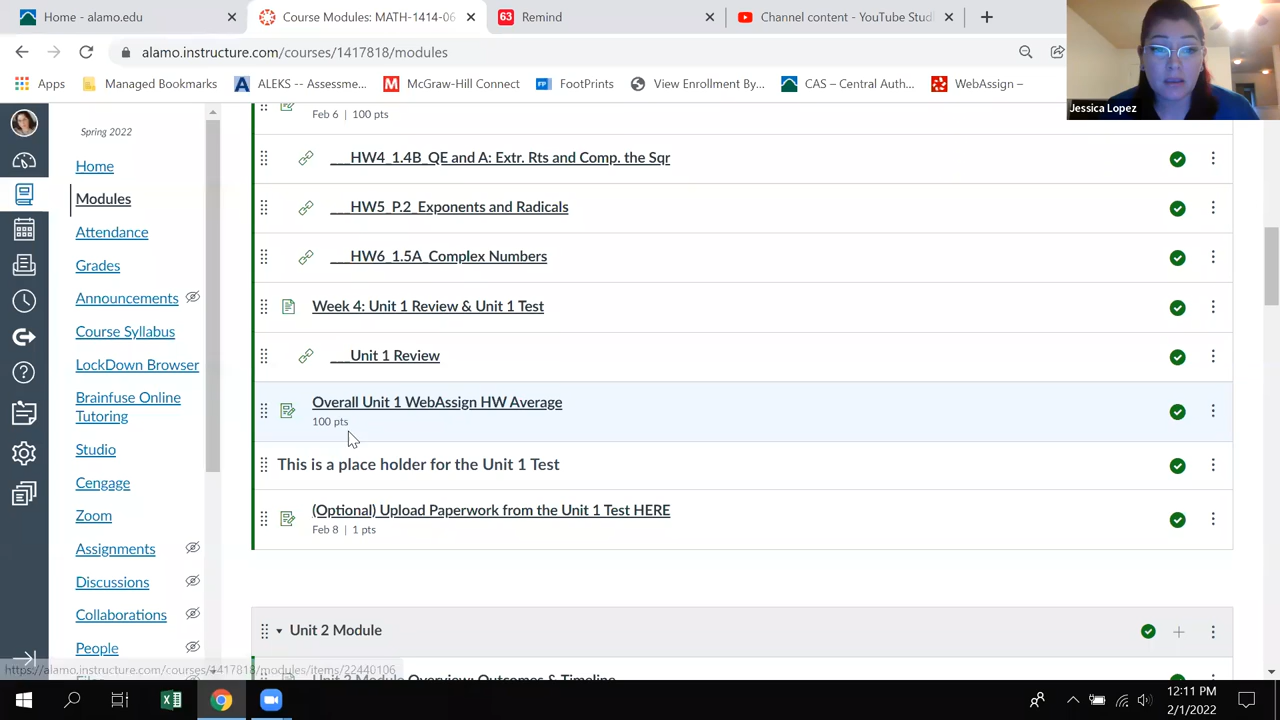 Home - alamo.edu
Course Modules: MATH-1414-06
63
Remind
Channel content - YouTube Stud
alamo.instructure.com/courses/1417818/modules
Apps
Managed Bookmarks
ALEKS -- Assessme...
McGraw-Hill Connect
FootPrints
View Enrollment By...
CAS – Central Auth...
WebAssign –
Jessica Lopez
Spring 2022
Home
Modules
Attendance
Grades
Announcements
Course Syllabus
LockDown Browser
Brainfuse Online
Tutoring
Studio
Cengage
Zoom
Assignments
Discussions
Collaborations
People
Feb 6 | 100 pts
___HW4_1.4B_QE and A: Extr. Rts and Comp. the Sqr
___HW5_P.2_Exponents and Radicals
___HW6_1.5A_Complex Numbers
Week 4: Unit 1 Review & Unit 1 Test
___Unit 1 Review
Overall Unit 1 WebAssign HW Average
100 pts
This is a place holder for the Unit 1 Test
(Optional) Upload Paperwork from the Unit 1 Test HERE
Feb 8 | 1 pts
Unit 2 Module
Unit 2 Module Overview: Outcomes & Timeline
https://alamo.instructure.com/courses/1417818/modules/items/22440106
12:11 PM
2/1/2022